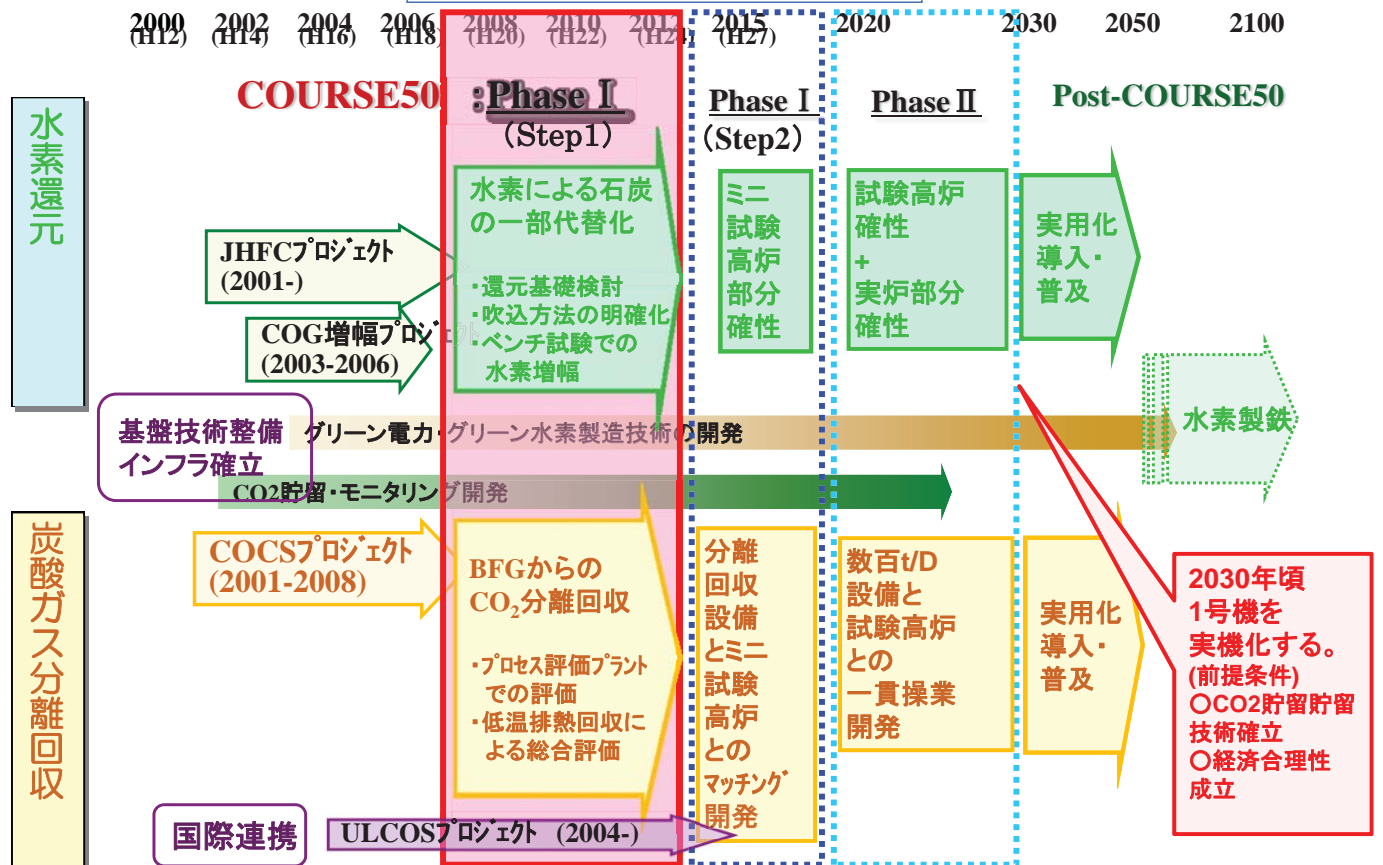 2000 2002 2004 2006 2008 2010 2012 2015 2020 2030 2050 2100
(H12) (H14) (H16) (H18) (H20) (H22) (H24) (H27)
COURSE50 :Phase Ⅰ
(Step1)
Phase Ⅰ
(Step2)
Phase Ⅱ
Post-COURSE50
水素還元
JHFCプロジェクト
(2001-)
COG増幅プロジェクト
(2003-2006)
水素による石炭
の一部代替化
・還元基礎検討
・吹込方法の明確化
・ベンチ試験での
水素増幅
ミニ
試験
高炉
部分
確性
試験高炉
確性
+
実炉部分
確性
実用化
導入・
普及
水素製鉄
基盤技術整備
インフラ確立
グリーン電力・グリーン水素製造技術の開発
CO2貯留・モニタリング開発
炭酸ガス分離回収
COCSプロジェクト
(2001-2008)
BFGからの
CO₂分離回収
・プロセス評価プラント
での評価
・低温排熱回収に
よる総合評価
分離
回収
設備
とミニ
試験
高炉
との
マッチング
開発
数百t/D
設備と
試験高炉
との
一貫操業
開発
実用化
導入・
普及
2030年頃
1号機を
実機化する。
(前提条件)
○CO2貯留貯留
技術確立
○経済合理性
成立
国際連携
ULCOSプロジェクト (2004-)